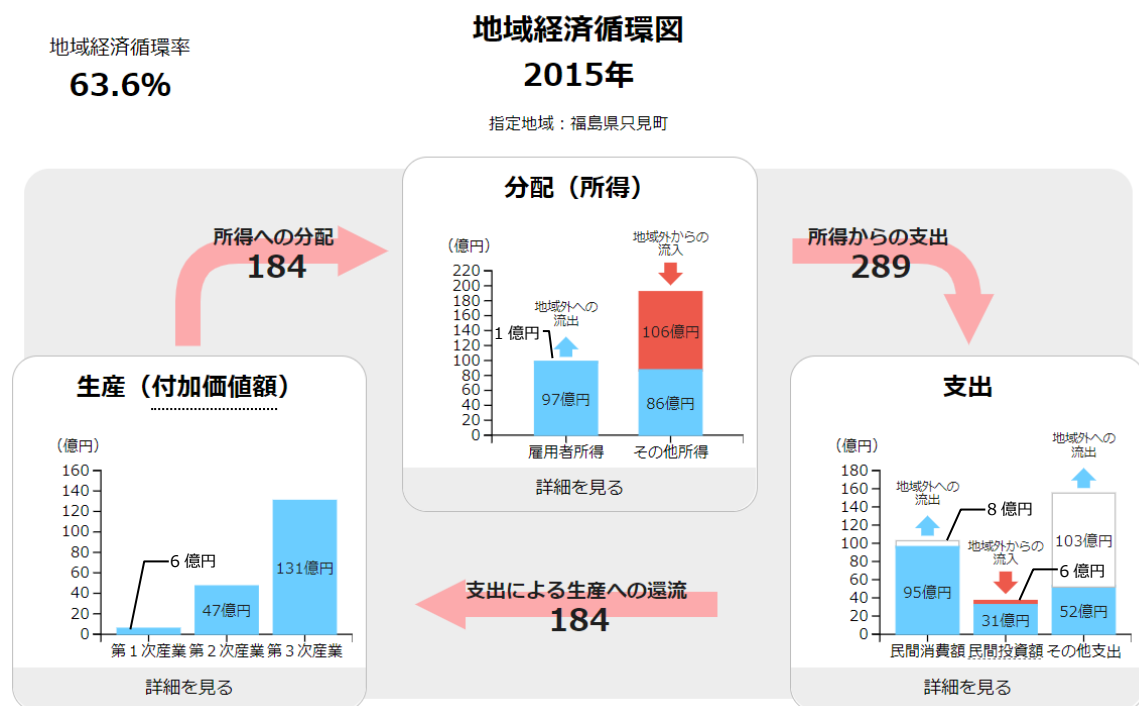 地域経済循環率
63.6%
地域経済循環図
2015年
指定地域：福島県只見町
分配（所得）
所得への分配
184
所得からの支出
289
（億円）
地域外からの
流入
220
200
180
160
140
120
100
80
60
40
20
0
地域外への
流出
1 億円
106億円
97億円
86億円
雇用者所得
その他所得
詳細を見る
生産（付加価値額）
（億円）
160
140
120
100
80
60
40
20
0
6 億円
47億円
131億円
第１次産業
第２次産業
第３次産業
詳細を見る
支出による生産への還流
184
支出
（億円）
180
160
140
120
100
80
60
40
20
0
地域外への
流出
8 億円
地域外からの
流入
6 億円
地域外への
流出
103億円
95億円
31億円
52億円
民間消費額
民間投資額
その他支出
詳細を見る